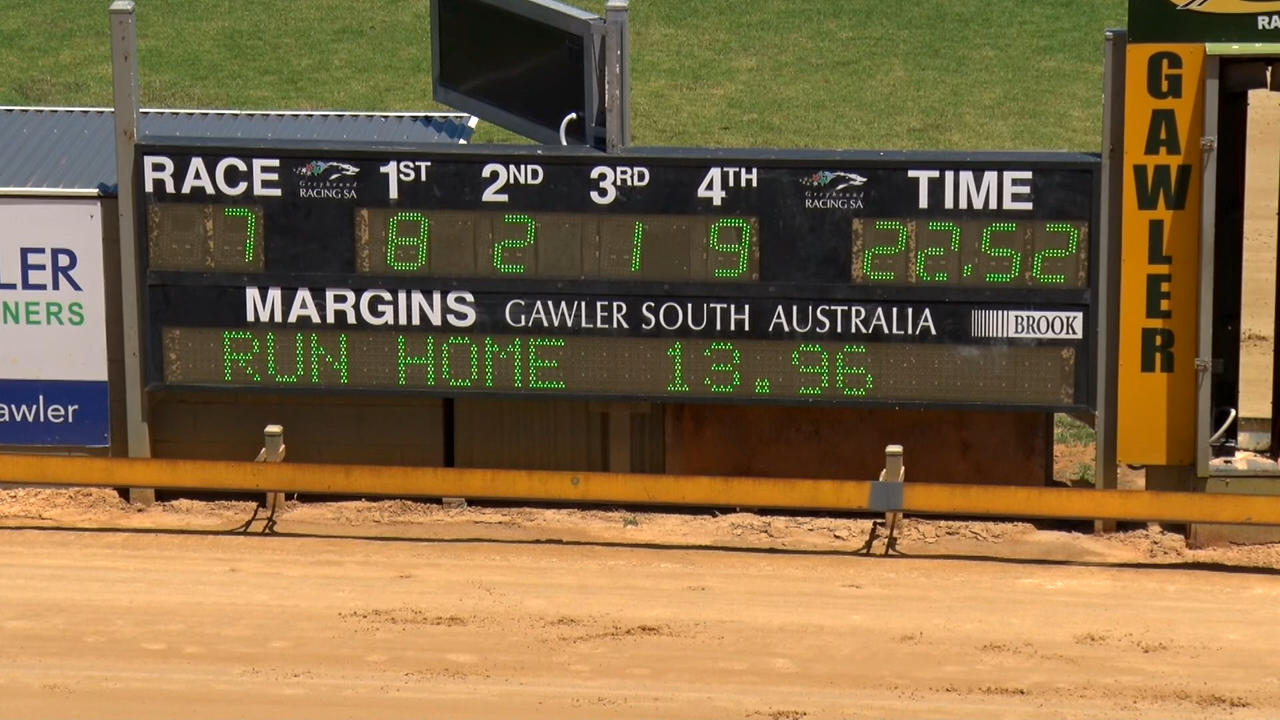 RA
GAWLER
RACE 1ST 2ND 3RD 4TH TIME
Greyhound RACING SA
Greyhound RACING SA
7 8 2 1 9 22.52
MARGINS GAWLER SOUTH AUSTRALIA BROOK
RUN HOME 13.96
LER
NERS
awler